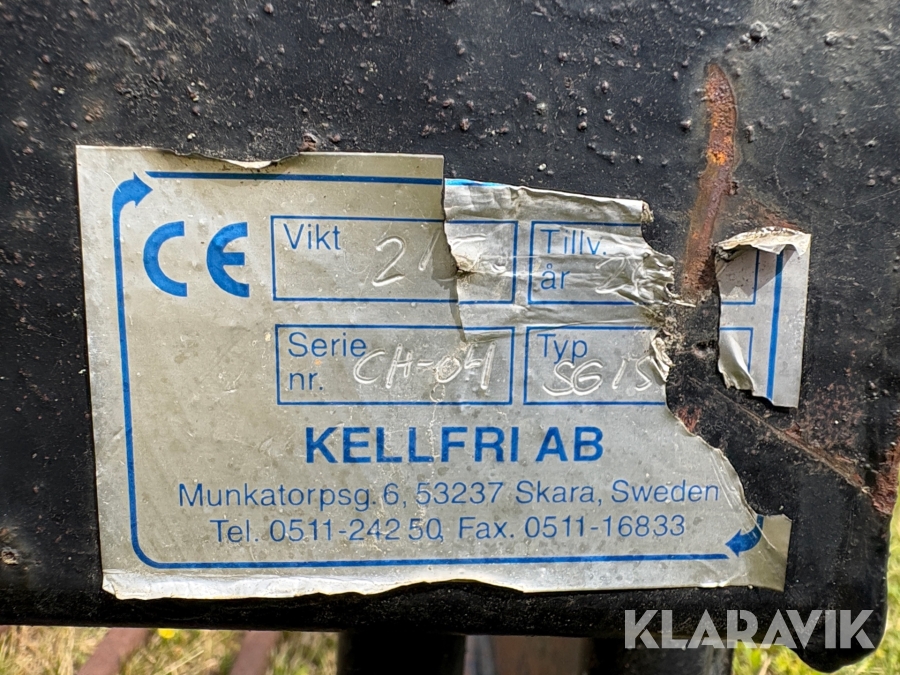 CE
Vikt
Tillv.
år
Serie
nr. CH-04
Typ
SG15
KELLFRI AB
Munkatorpsg. 6, 53237 Skara, Sweden
Tel. 0511-242 50, Fax. 0511-16833
KLARAVIK